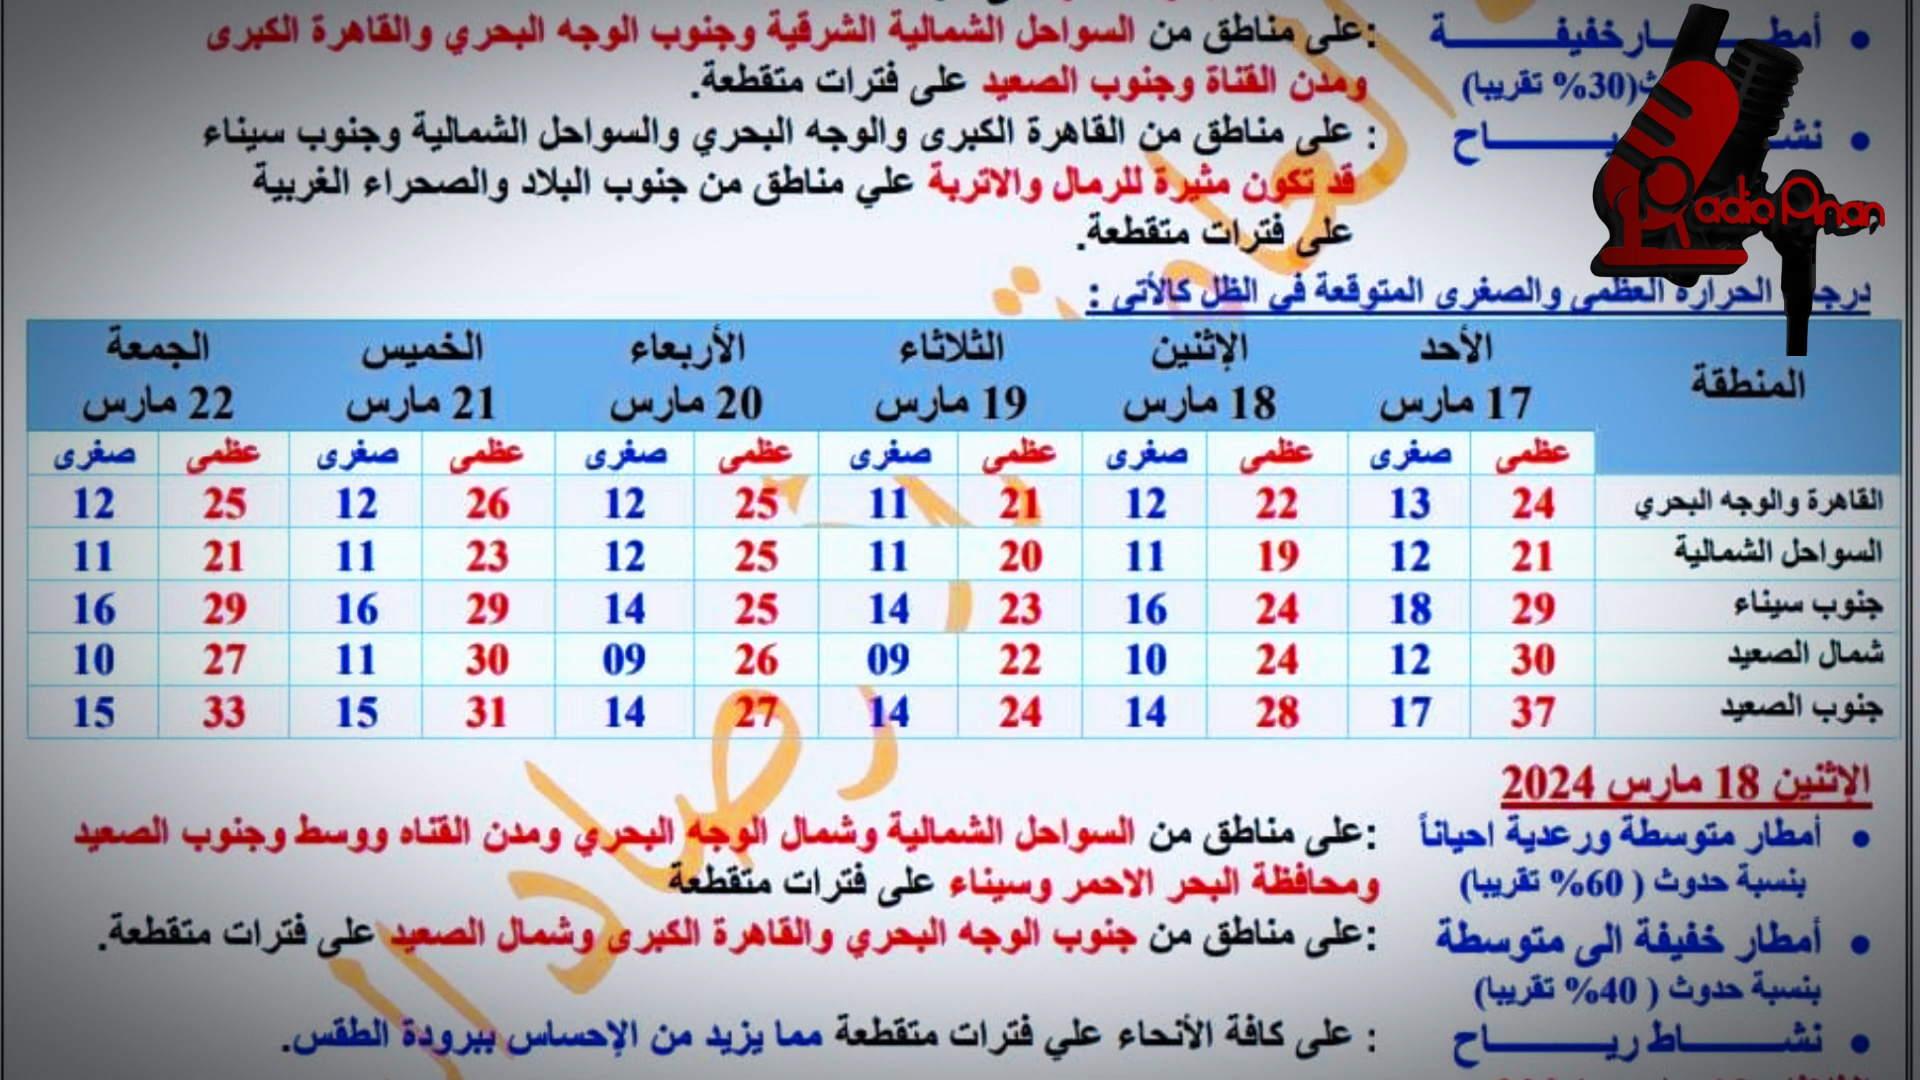 أمطـــــارخفيفـــــة :على مناطق من السواحل الشمالية الشرقية وجنوب الوجه البحري والقاهرة الكبرى
(30% تقريبا) ومدن القناة وجنوب الصعيد على فترات متقطعة.
: على مناطق من القاهرة الكبرى والوجه البحري والسواحل الشمالية وجنوب سيناء
قد تكون مثيرة للرمال والاتربة علي مناطق من جنوب البلاد والصحراء الغربية
على فترات متقطعة.
الحرارة العظمى والصغرى المتوقعة في الظل كالأتى :
المنطقة الأحد الإثنين الثلاثاء الأربعاء الخميس الجمعة
17 مارس 18 مارس 19 مارس 20 مارس 21 مارس 22 مارس
عظمى صغرى عظمى صغرى عظمى صغرى عظمى صغرى عظمى صغرى عظمى صغرى
القاهرة والوجه البحري 24 13 22 12 21 11 25 12 26 12 25 12
السواحل الشمالية 21 12 19 11 20 11 25 12 23 11 21 11
جنوب سيناء 29 18 24 16 23 14 25 14 29 16 29 16
شمال الصعيد 30 12 24 10 22 09 26 09 30 11 27 10
جنوب الصعيد 37 17 28 14 24 14 27 14 31 15 33 15
الإثنين 18 مارس 2024
أمطار متوسطة ورعدية احياناً :على مناطق من السواحل الشمالية وشمال الوجه البحري ومدن القناه ووسط وجنوب الصعيد
بنسبة حدوث ( 60% تقريبا) ومحافظة البحر الاحمر وسيناء على فترات متقطعة
أمطار خفيفة الى متوسطة :على مناطق من جنوب الوجه البحري والقاهرة الكبرى وشمال الصعيد على فترات متقطعة.
بنسبة حدوث ( 40% تقريبا)
نشـــــاط ريـــــاح : على كافة الأنحاء علي فترات متقطعة مما يزيد من الإحساس ببرودة الطقس.
Radio Pinan